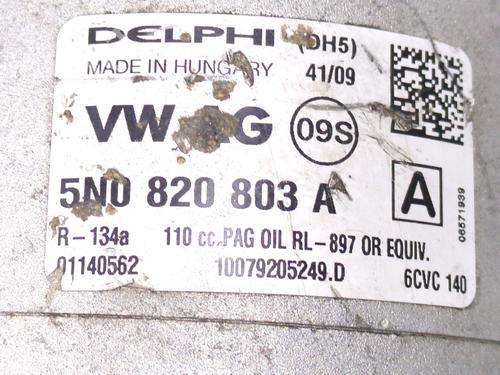 DELPHI (DH5)
MADE IN HUNGARY 41/09
VW AG 09S
5N0 820 803 A A
R-134a 110 cc PAG OIL RL-897 OR EQUIV.
01140562 10079205249.D 6CVC 140
06571939